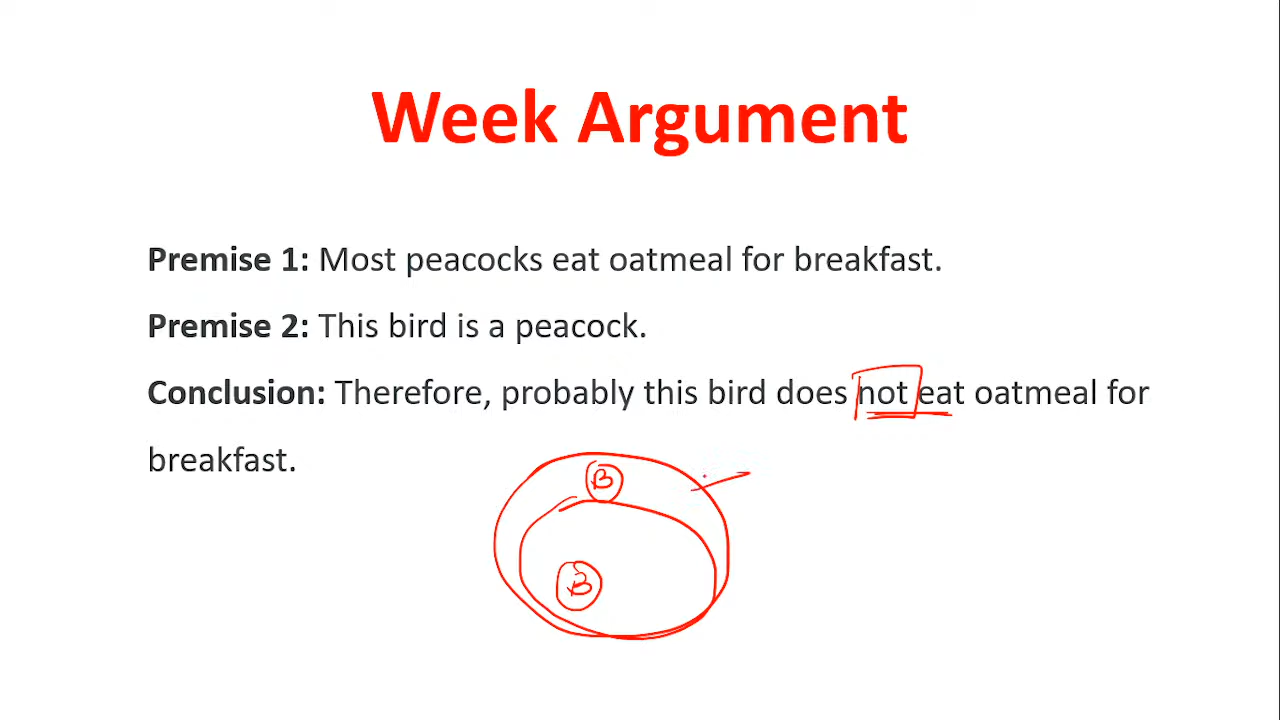 Week Argument
Premise 1: Most peacocks eat oatmeal for breakfast.
Premise 2: This bird is a peacock.
Conclusion: Therefore, probably this bird does not eat oatmeal for
breakfast.
B
B